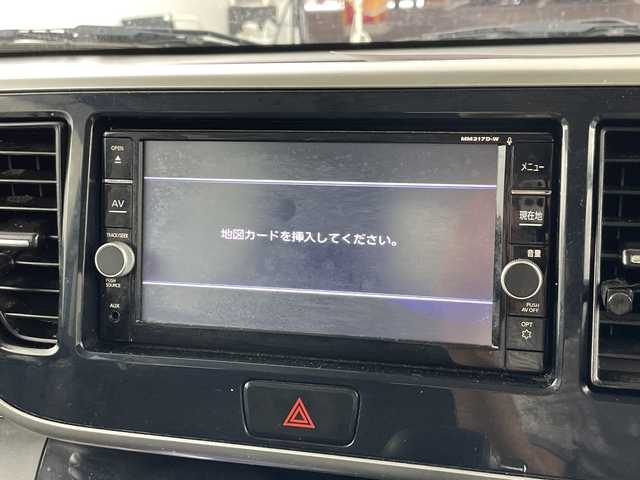 MM317D-W
OPEN
AV
TRACK/SEEK
PUSH
SOURCE
AUX
地図カードを挿入してください。
メニュー
現在地
音量
PUSH
AV OFF
OPT